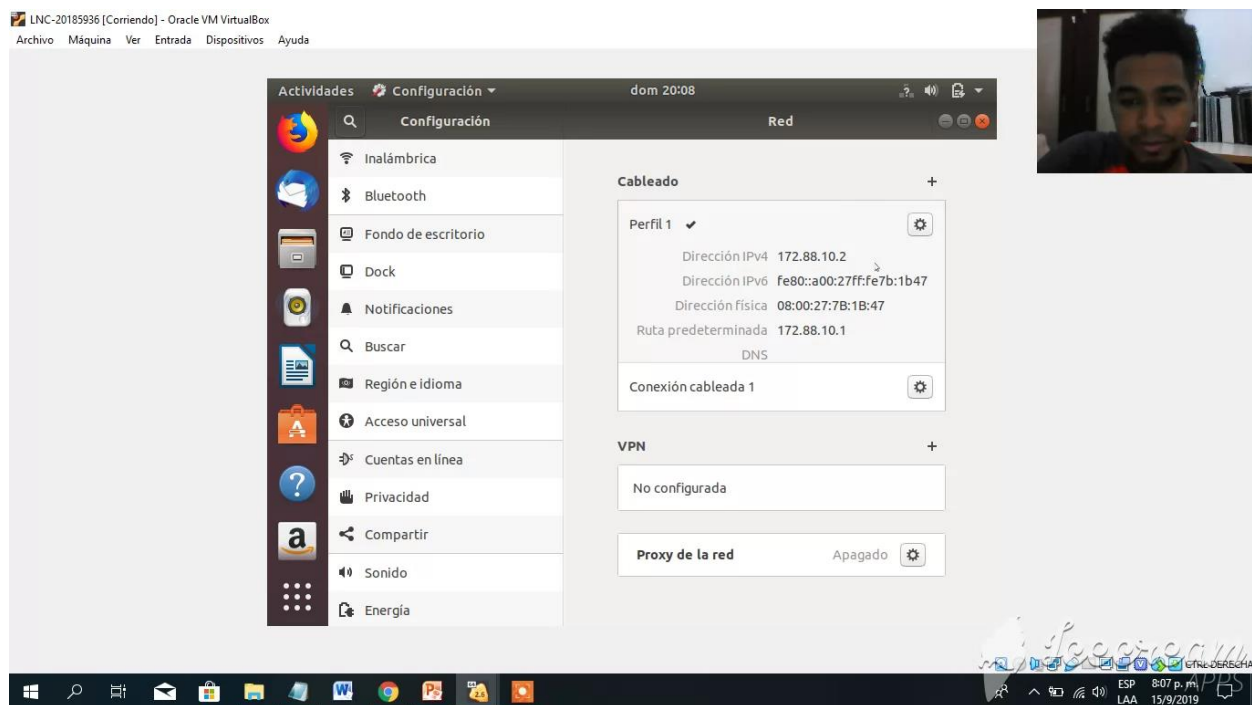 LNC-20185936 [Corriendo] - Oracle VM VirtualBox
Archivo Máquina Ver Entrada Dispositivos Ayuda
Actividades Configuración dom 20:08
Configuración Red
Inalámbrica
Bluetooth
Fondo de escritorio
Dock
Notificaciones
Buscar
Región e idioma
Acceso universal
Cuentas en línea
Privacidad
Compartir
Sonido
Energía
Cableado
Perfil 1
Dirección IPv4 172.88.10.2
Dirección IPv6 fe80::a00:27ff:fe7b:1b47
Dirección física 08:00:27:7B:1B:47
Ruta predeterminada 172.88.10.1
DNS
Conexión cableada 1
VPN
No configurada
Proxy de la red Apagado
Icecream
APPS
CTRL DERECHA
ESP 8:07 p. m.
LAA 15/9/2019